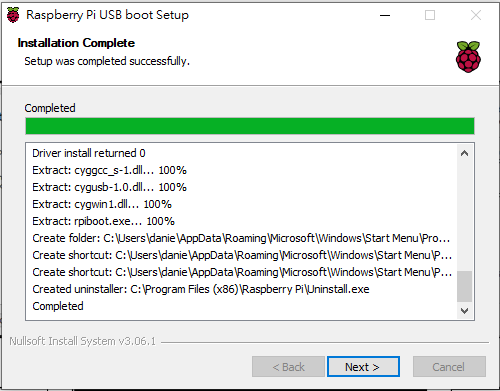 Raspberry Pi USB boot Setup
Installation Complete
Setup was completed successfully.
Completed
Driver install returned 0
Extract: cyggcc_s-1.dll... 100%
Extract: cygusb-1.0.dll... 100%
Extract: cygwin1.dll... 100%
Extract: rpiboot.exe... 100%
Create folder: C:\Users\danie\AppData\Roaming\Microsoft\Windows\Start Menu\Pro...
Create shortcut: C:\Users\danie\AppData\Roaming\Microsoft\Windows\Start Menu\P...
Create shortcut: C:\Users\danie\AppData\Roaming\Microsoft\Windows\Start Menu\P...
Created uninstaller: C:\Program Files (x86)\Raspberry Pi\Uninstall.exe
Completed
Nullsoft Install System v3.06.1
< Back
Next >
Cancel